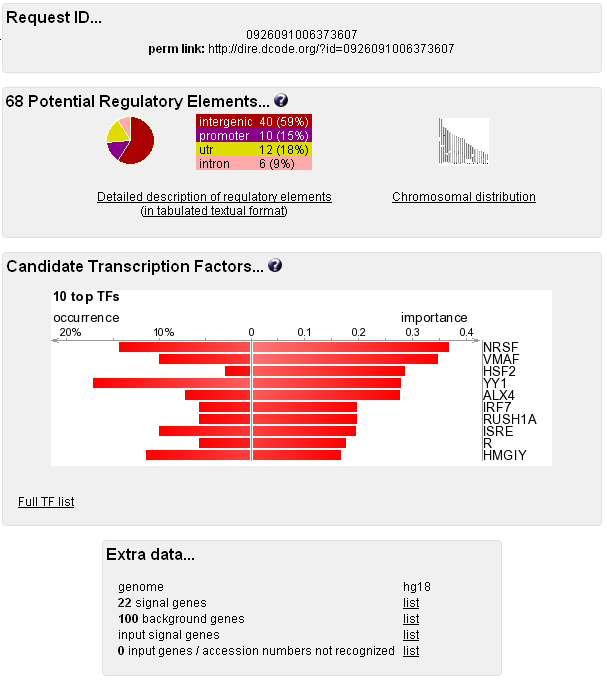 Request ID...
0926091006373607
perm link: http://dire.dcode.org/?id=0926091006373607
68 Potential Regulatory Elements... ?
intergenic 40 (59%)
promoter 10 (15%)
utr 12 (18%)
intron 6 (9%)
Detailed description of regulatory elements
(in tabulated textual format)
Chromosomal distribution
Candidate Transcription Factors... ?
10 top TFs
occurrence importance
20% 10% 0 0.1 0.2 0.3 0.4
NRSF
VMAF
HSF2
YY1
ALX4
IRF7
RUSH1A
ISRE
R
HMGIY
Full TF list
Extra data...
genome hg18
22 signal genes list
100 background genes list
input signal genes list
0 input genes / accession numbers not recognized list